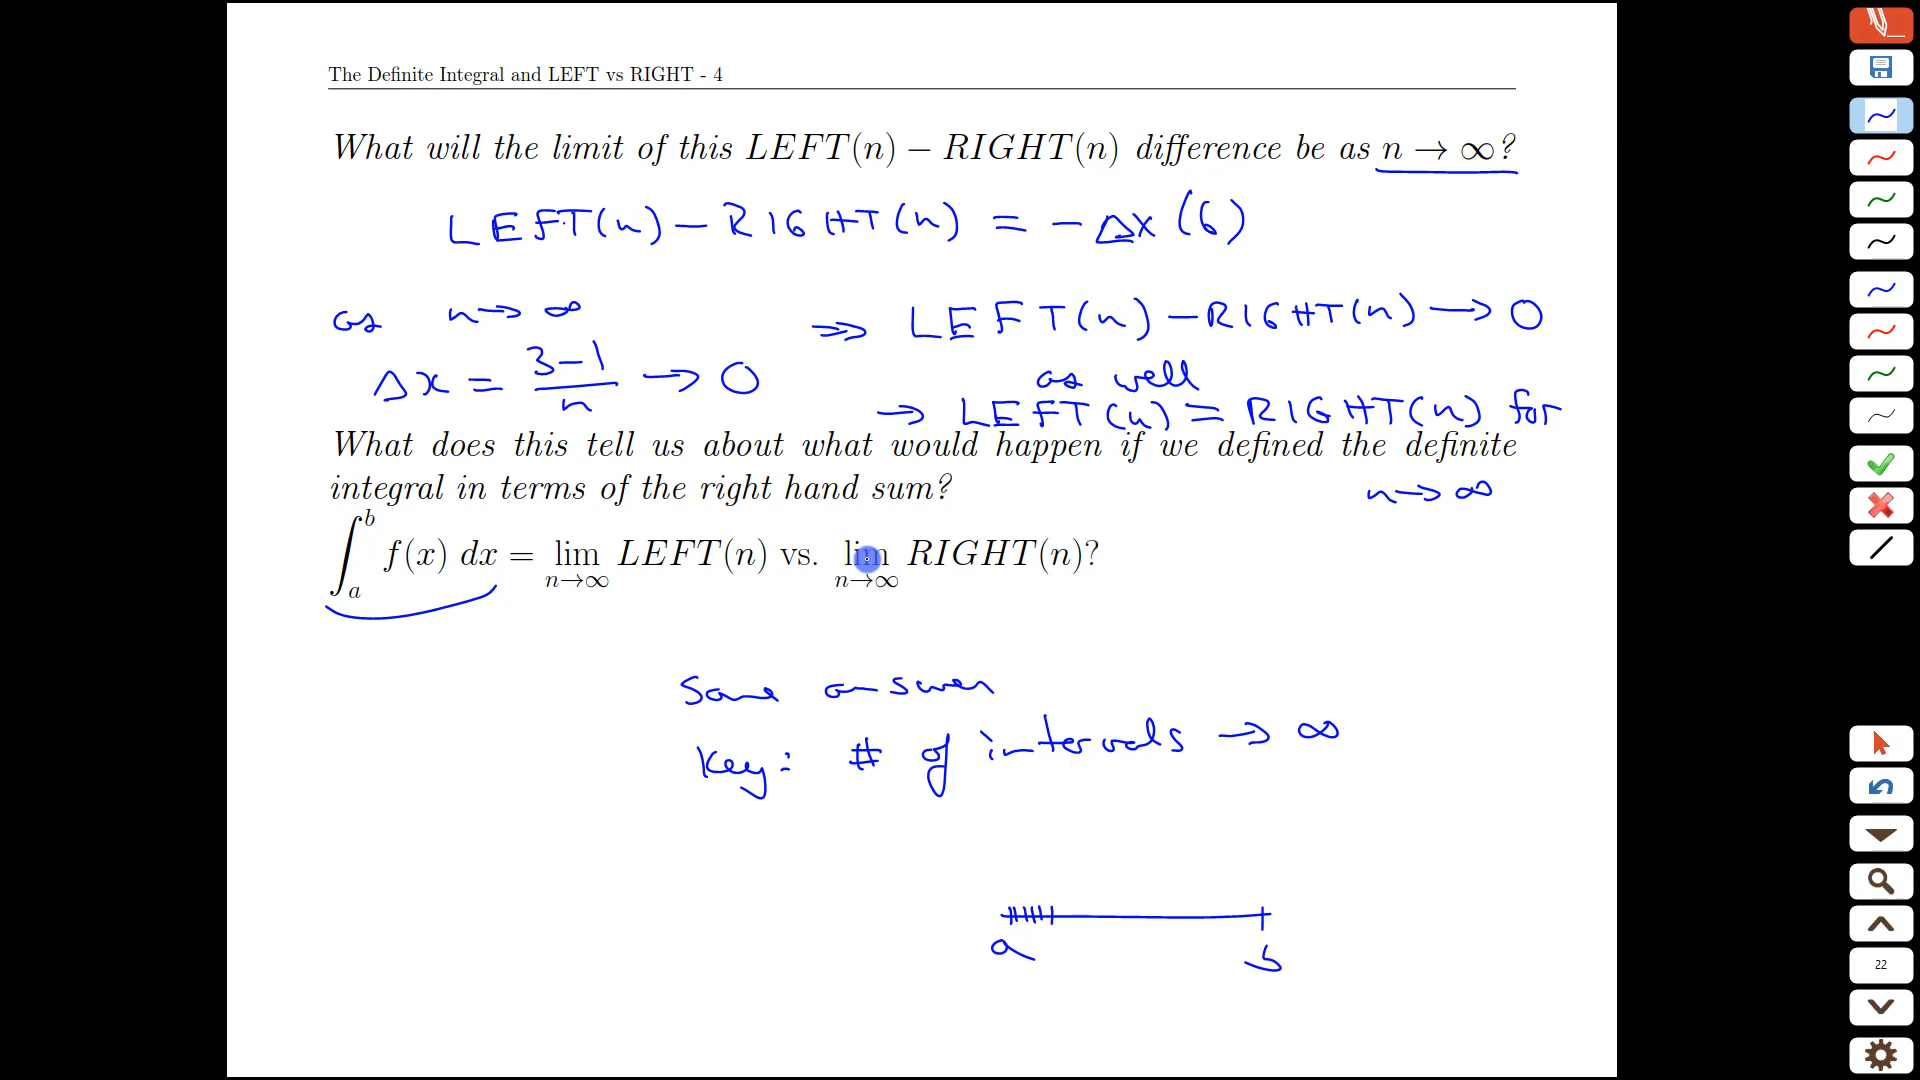 The Definite Integral and LEFT vs RIGHT - 4
What will the limit of this LEFT(n) − RIGHT(n) difference be as n → ∞?
LEFT(n) − RIGHT(n) = − Δx (6)
as n → ∞
⇒ LEFT(n) − RIGHT(n) → 0
Δx = (3−1)/n → 0
as well
→ LEFT(n) = RIGHT(n) for
What does this tell us about what would happen if we defined the definite
integral in terms of the right hand sum?
n → ∞
∫_a^b f(x) dx = lim_{n→∞} LEFT(n) vs. lim_{n→∞} RIGHT(n)?
Same answer
Key: # of intervals → ∞
a b
22